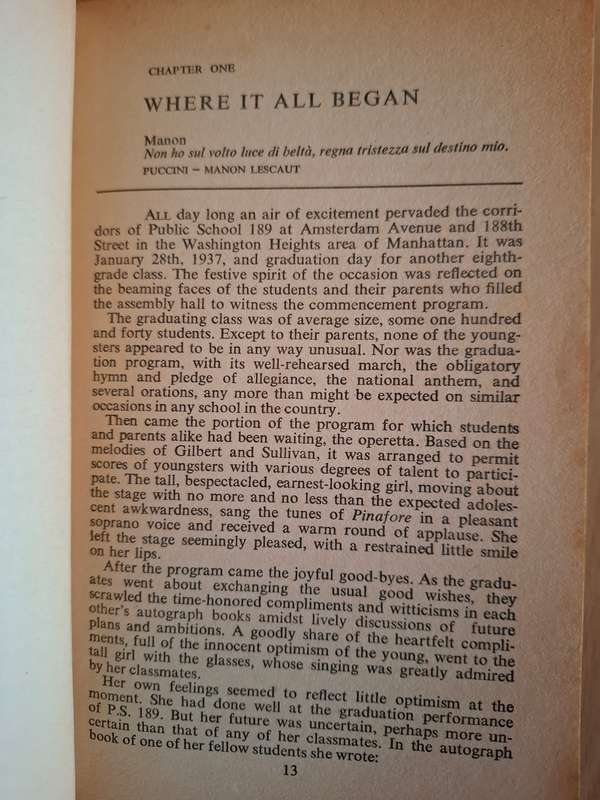 CHAPTER ONE
WHERE IT ALL BEGAN
Manon
Non ho sul volto luce di beltà, regna tristezza sul destino mio.
PUCCINI – MANON LESCAUT
ALL day long an air of excitement pervaded the corri-
dors of Public School 189 at Amsterdam Avenue and 188th
Street in the Washington Heights area of Manhattan. It was
January 28th, 1937, and graduation day for another eighth-
grade class. The festive spirit of the occasion was reflected on
the beaming faces of the students and their parents who filled
the assembly hall to witness the commencement program.
The graduating class was of average size, some one hundred
and forty students. Except to their parents, none of the young-
sters appeared to be in any way unusual. Nor was the gradua-
tion program, with its well-rehearsed march, the obligatory
hymn and pledge of allegiance, the national anthem, and
several orations, any more than might be expected on similar
occasions in any school in the country.
Then came the portion of the program for which students
and parents alike had been waiting, the operetta. Based on the
melodies of Gilbert and Sullivan, it was arranged to permit
scores of youngsters with various degrees of talent to partici-
pate. The tall, bespectacled, earnest-looking girl, moving about
the stage with no more and no less than the expected adoles-
cent awkwardness, sang the tunes of Pinafore in a pleasant
soprano voice and received a warm round of applause. She
left the stage seemingly pleased, with a restrained little smile
on her lips.
After the program came the joyful good-byes. As the gradu-
ates went about exchanging the usual good wishes, they
scrawled the time-honored compliments and witticisms in each
other's autograph books amidst lively discussions of future
plans and ambitions. A goodly share of the heartfelt compli-
ments, full of the innocent optimism of the young, went to the
tall girl with the glasses, whose singing was greatly admired
by her classmates.
Her own feelings seemed to reflect little optimism at the
moment. She had done well at the graduation performance
of P.S. 189. But her future was uncertain, perhaps more un-
certain than that of any of her classmates. In the autograph
book of one of her fellow students she wrote:
13